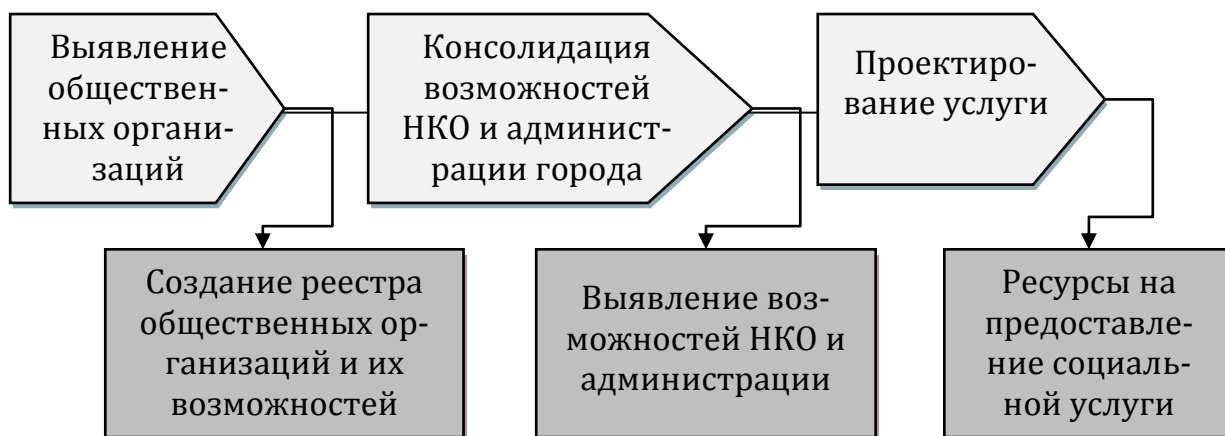 Выявление
обществен-
ных органи-
заций
Консолидация
возможностей
НКО и админист-
рации города
Проектиро-
вание услуги
Создание реестра
общественных ор-
ганизаций и их
возможностей
Выявление воз-
можностей НКО и
администрации
Ресурсы на
предоставле-
ние социаль-
ной услуги